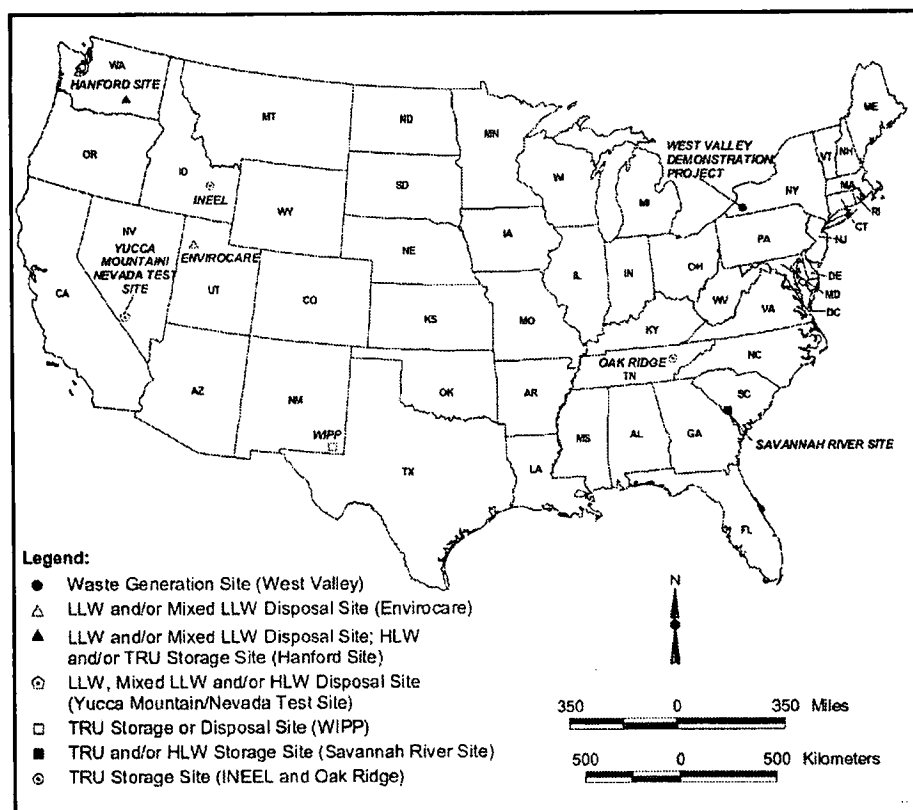 WA
HANFORD SITE
MT
ND
MN
ME
OR
ID
INEEL
SD
WI
MI
WEST VALLEY
DEMONSTRATION
PROJECT
VT
NH
NY
MA
RI
CT
WY
NV
YUCCA
MOUNTAIN/
NEVADA TEST
SITE
ENVIROCARE
UT
CA
NE
IA
IL
IN
OH
PA
NJ
DE
MD
DC
WV
VA
CO
KS
MO
KY
OAK RIDGE
TN
NC
AZ
NM
WIPP
OK
AR
SC
SAVANNAH RIVER SITE
TX
LA
MS
AL
GA
FL
Legend:
Waste Generation Site (West Valley)
LLW and/or Mixed LLW Disposal Site (Envirocare)
LLW and/or Mixed LLW Disposal Site; HLW
and/or TRU Storage Site (Hanford Site)
LLW, Mixed LLW and/or HLW Disposal Site
(Yucca Mountain/Nevada Test Site)
TRU Storage or Disposal Site (WIPP)
TRU and/or HLW Storage Site (Savannah River Site)
TRU Storage Site (INEEL and Oak Ridge)
N
350 0 350 Miles
500 0 500 Kilometers